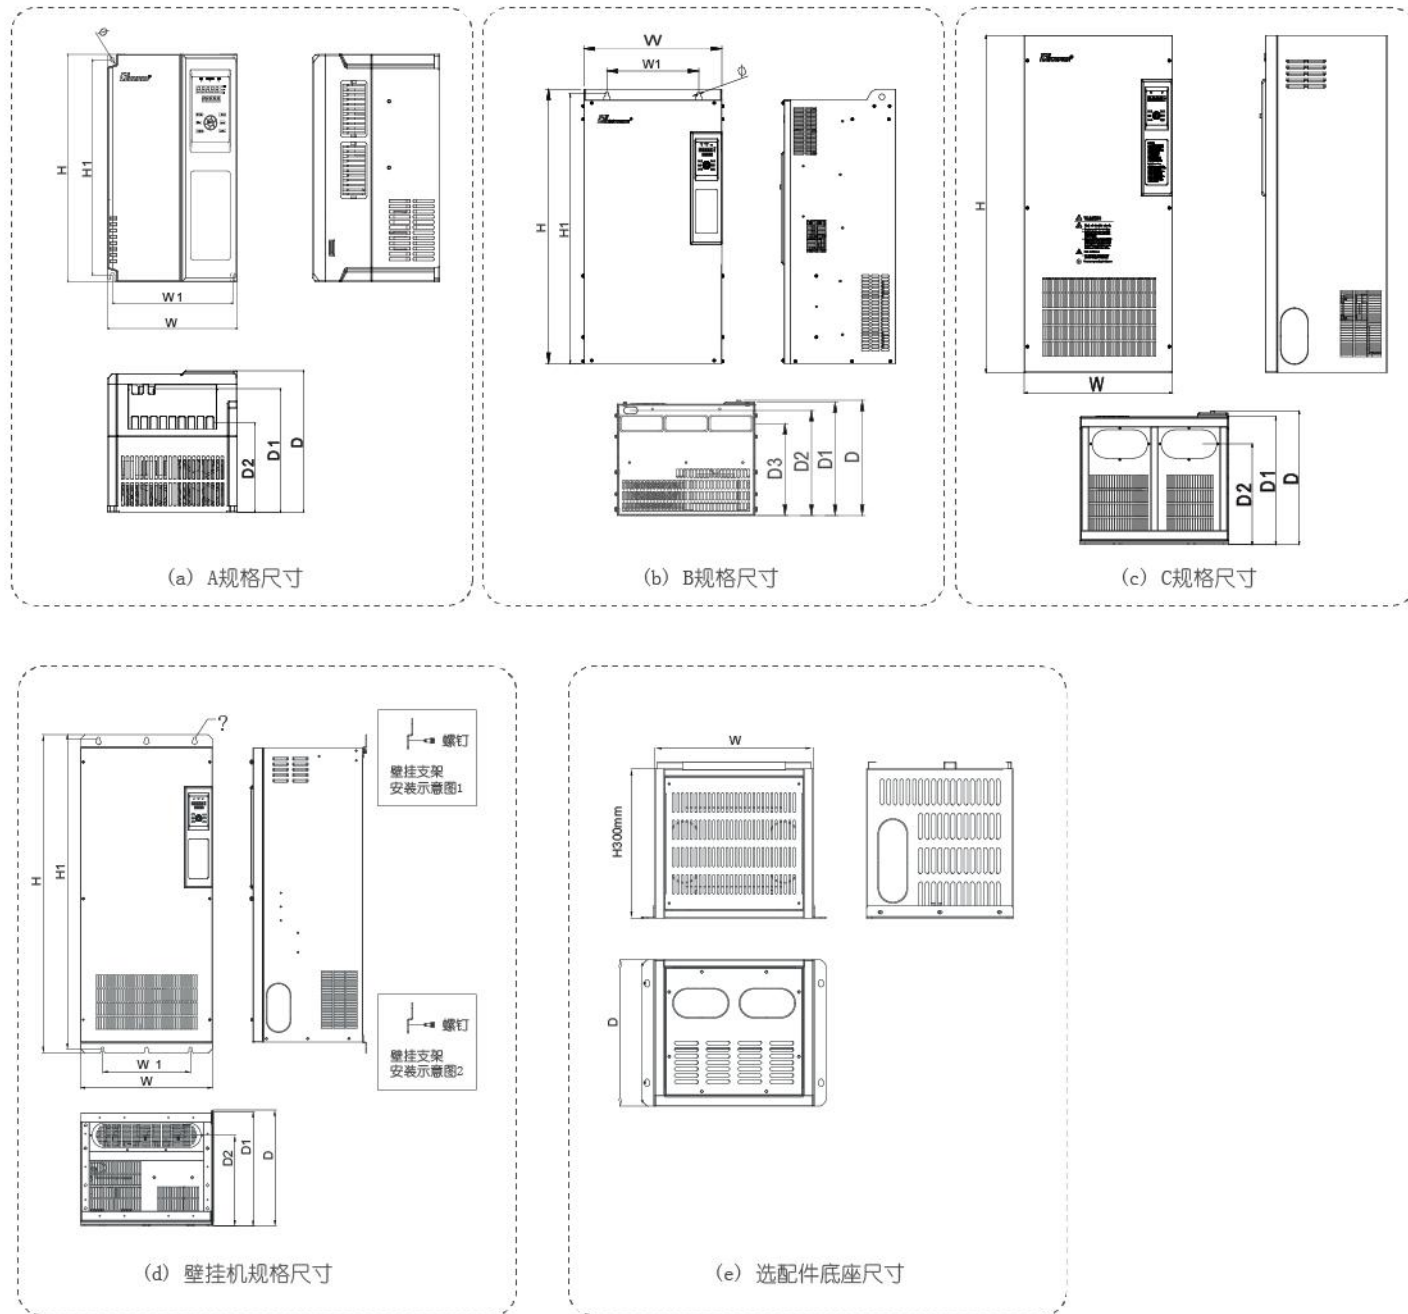 Ø
H
H1
W1
W
D2
D1
D
(a) A规格尺寸
W
W1
ϕ
H
H1
D3
D2
D1
D
(b) B规格尺寸
H
W
D2
D1
D
(c) C规格尺寸
?
H
H1
W 1
W
螺钉
壁挂支架
安装示意图1
螺钉
壁挂支架
安装示意图2
D2
D1
D
(d) 壁挂机规格尺寸
W
H300mm
D
(e) 选配件底座尺寸